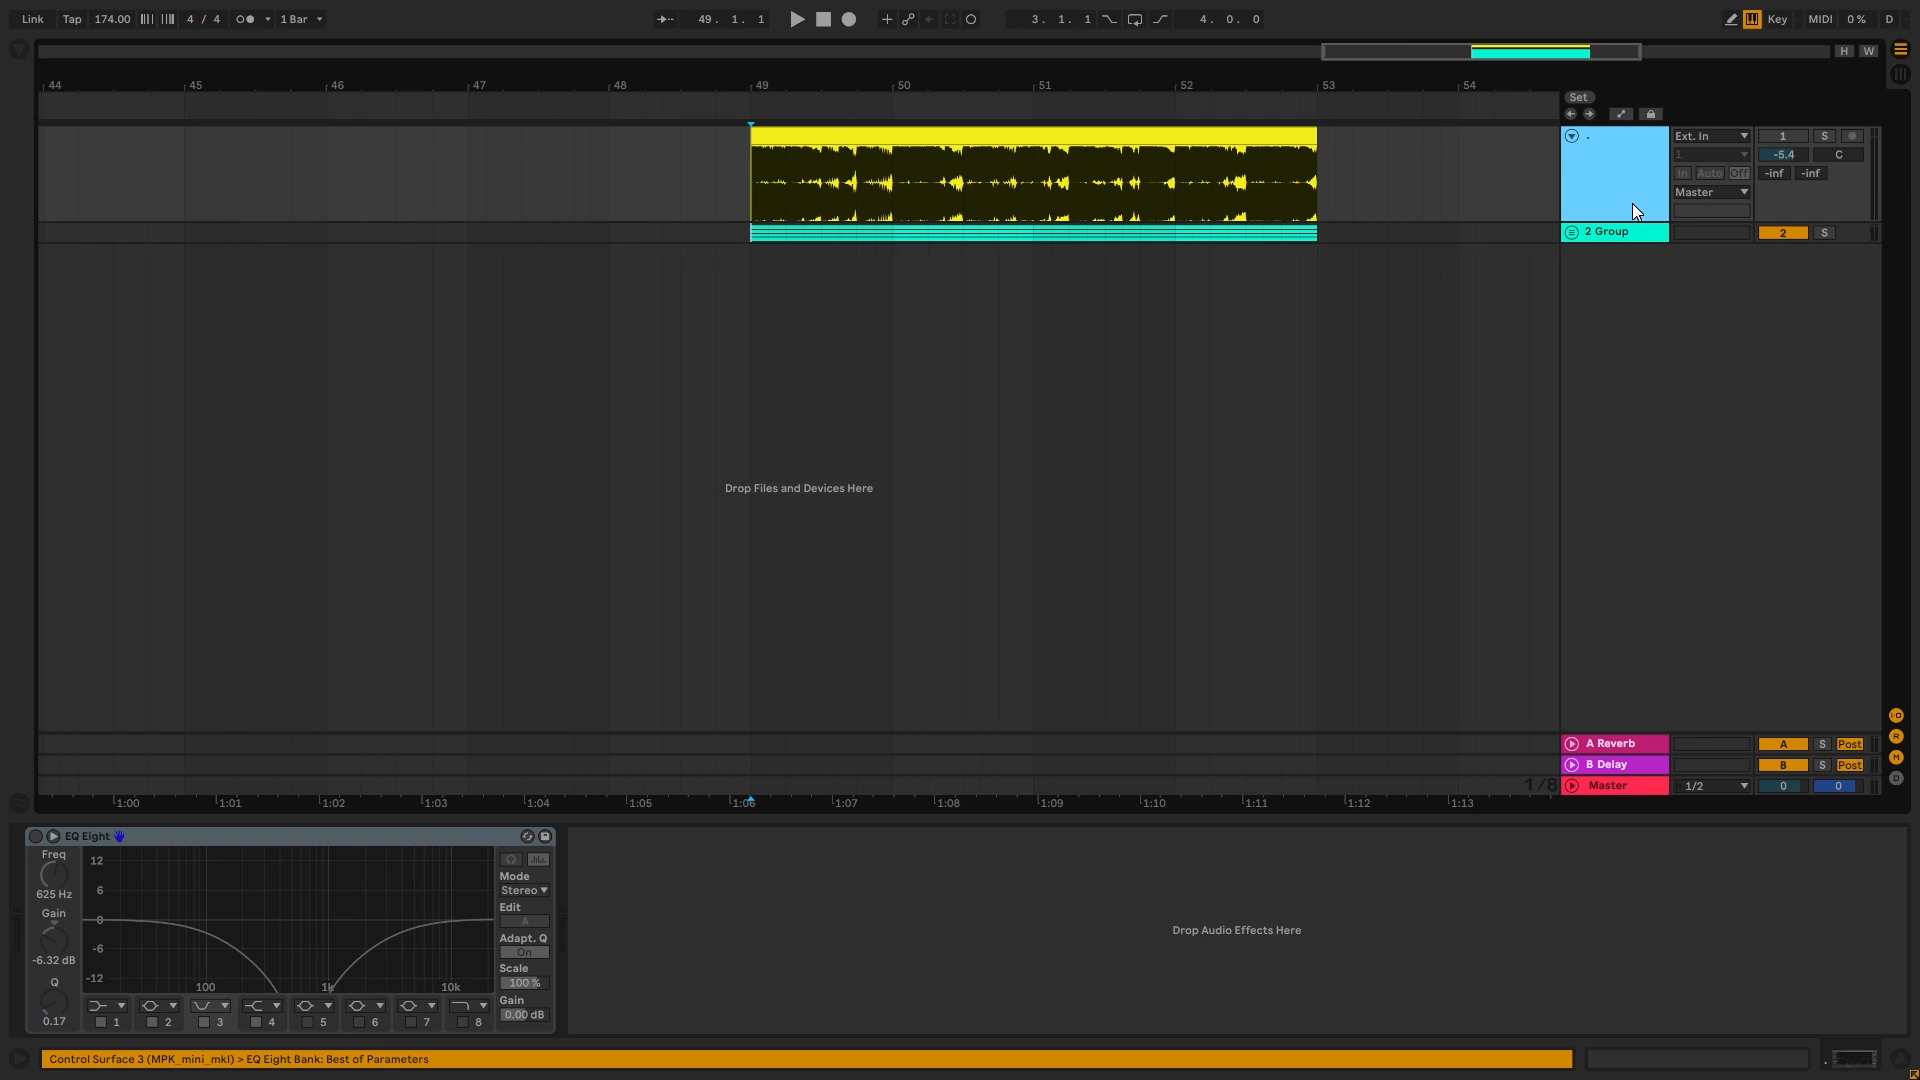 Link Tap 174.00 4 / 4 1 Bar 49. 1. 1 3. 1. 1 4. 0. 0 Key MIDI 0 % D
H W
44 45 46 47 48 49 50 51 52 53 54
Set
. Ext. In 1 S
1 -5.4 C
In Auto Off -inf -inf
Master
2 Group 2 S
Drop Files and Devices Here
A Reverb A S Post
B Delay B S Post
1/8 Master 1/2 0 0
1:00 1:01 1:02 1:03 1:04 1:05 1:06 1:07 1:08 1:09 1:10 1:11 1:12 1:13
I·O
R
M
D
EQ Eight
Freq
625 Hz
Gain
-6.32 dB
Q
0.17
12
6
0
-6
-12
100 1k 10k
1 2 3 4 5 6 7 8
Mode
Stereo
Edit
A
Adapt. Q
On
Scale
100 %
Gain
0.00 dB
Drop Audio Effects Here
Control Surface 3 (MPK_mini_mkI) > EQ Eight Bank: Best of Parameters
.